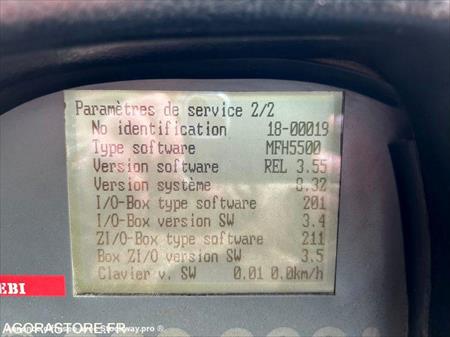 Paramètres de service 2/2
No identification 18-00019
Type software MFH5500
Version software REL 3.55
Version système 8.32
I/O-Box type software 201
I/O-Box version SW 3.4
ZI/O-Box type software 211
Box ZI/O version SW 3.5
Clavier v. SW 0.01 0.0km/h
EBI
AGORASTORE.FR